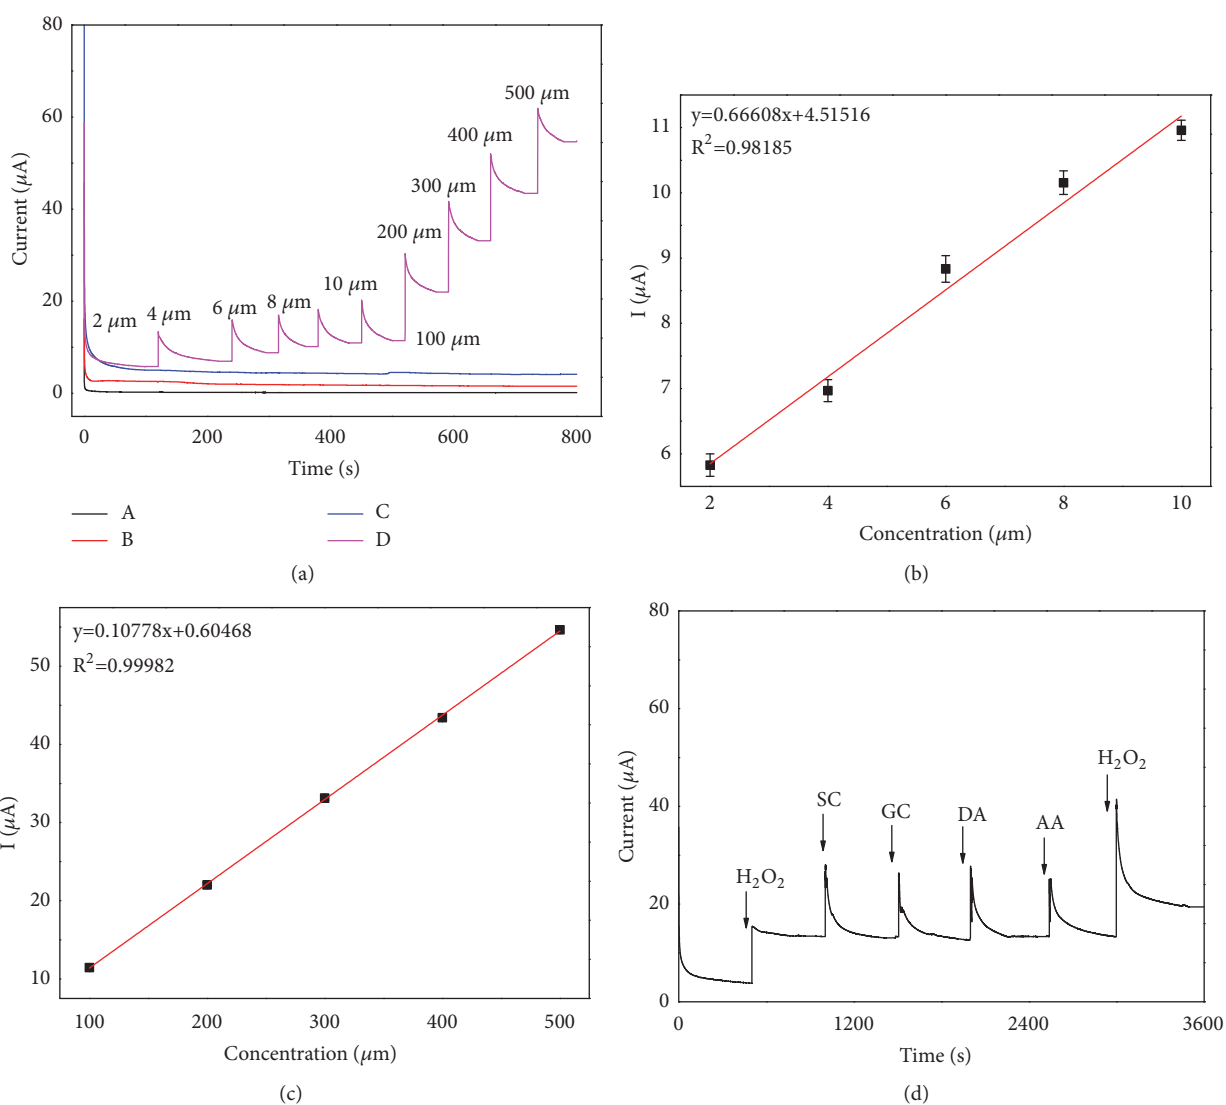 80
60
40
20
0
Current (μA)
500 μm
400 μm
300 μm
200 μm
10 μm
8 μm
6 μm
4 μm
2 μm
100 μm
0 200 400 600 800
Time (s)
A C
B D
(a)
y=0.66608x+4.51516
R²=0.98185
11
10
9
8
7
6
I (μA)
2 4 6 8 10
Concentration (μm)
(b)
y=0.10778x+0.60468
R²=0.99982
50
40
30
20
10
I (μA)
100 200 300 400 500
Concentration (μm)
(c)
80
60
40
20
0
Current (μA)
H₂O₂
SC
GC
DA
AA
H₂O₂
0 1200 2400 3600
Time (s)
(d)